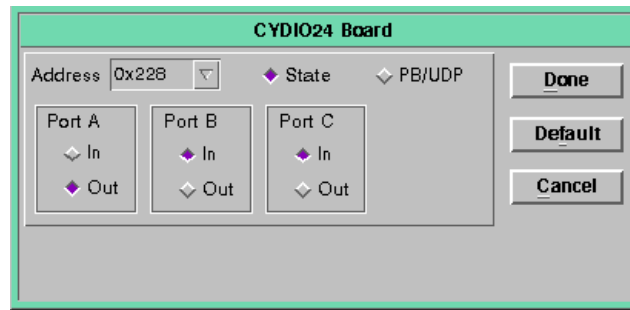 CYDIO24 Board
Address 0x228 State PB/UDP
Done
Port A Port B Port C
In In In
Default
Out Out Out
Cancel